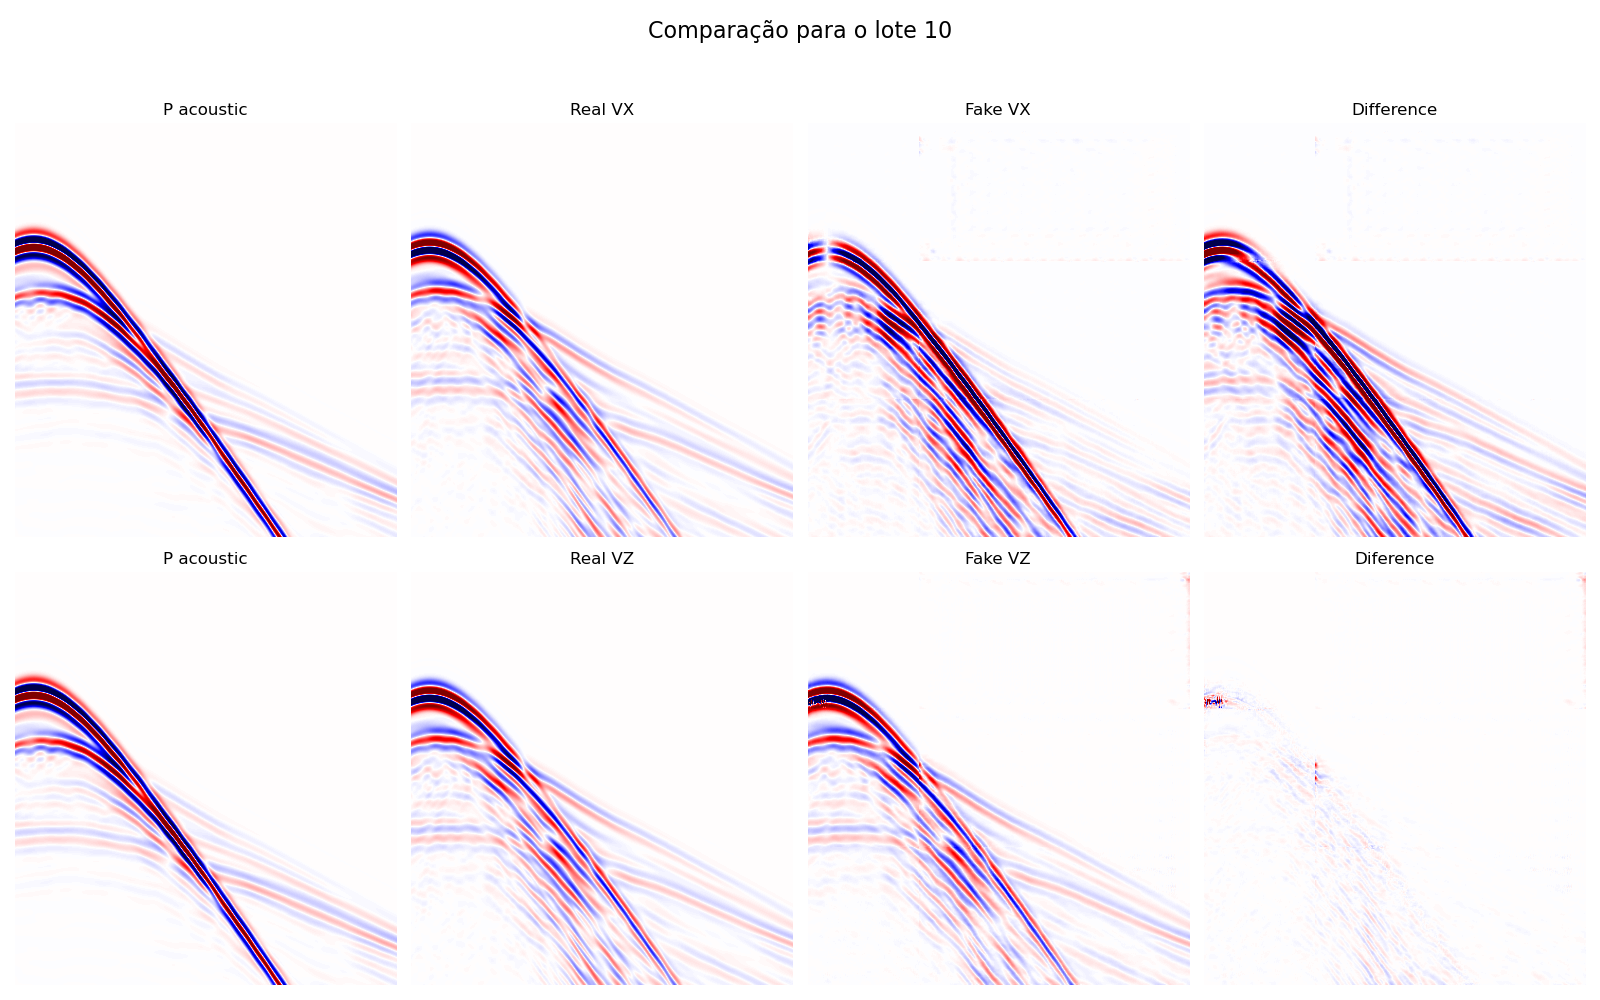 Comparação para o lote 10
P acoustic
Real VX
Fake VX
Difference
P acoustic
Real VZ
Fake VZ
Diference